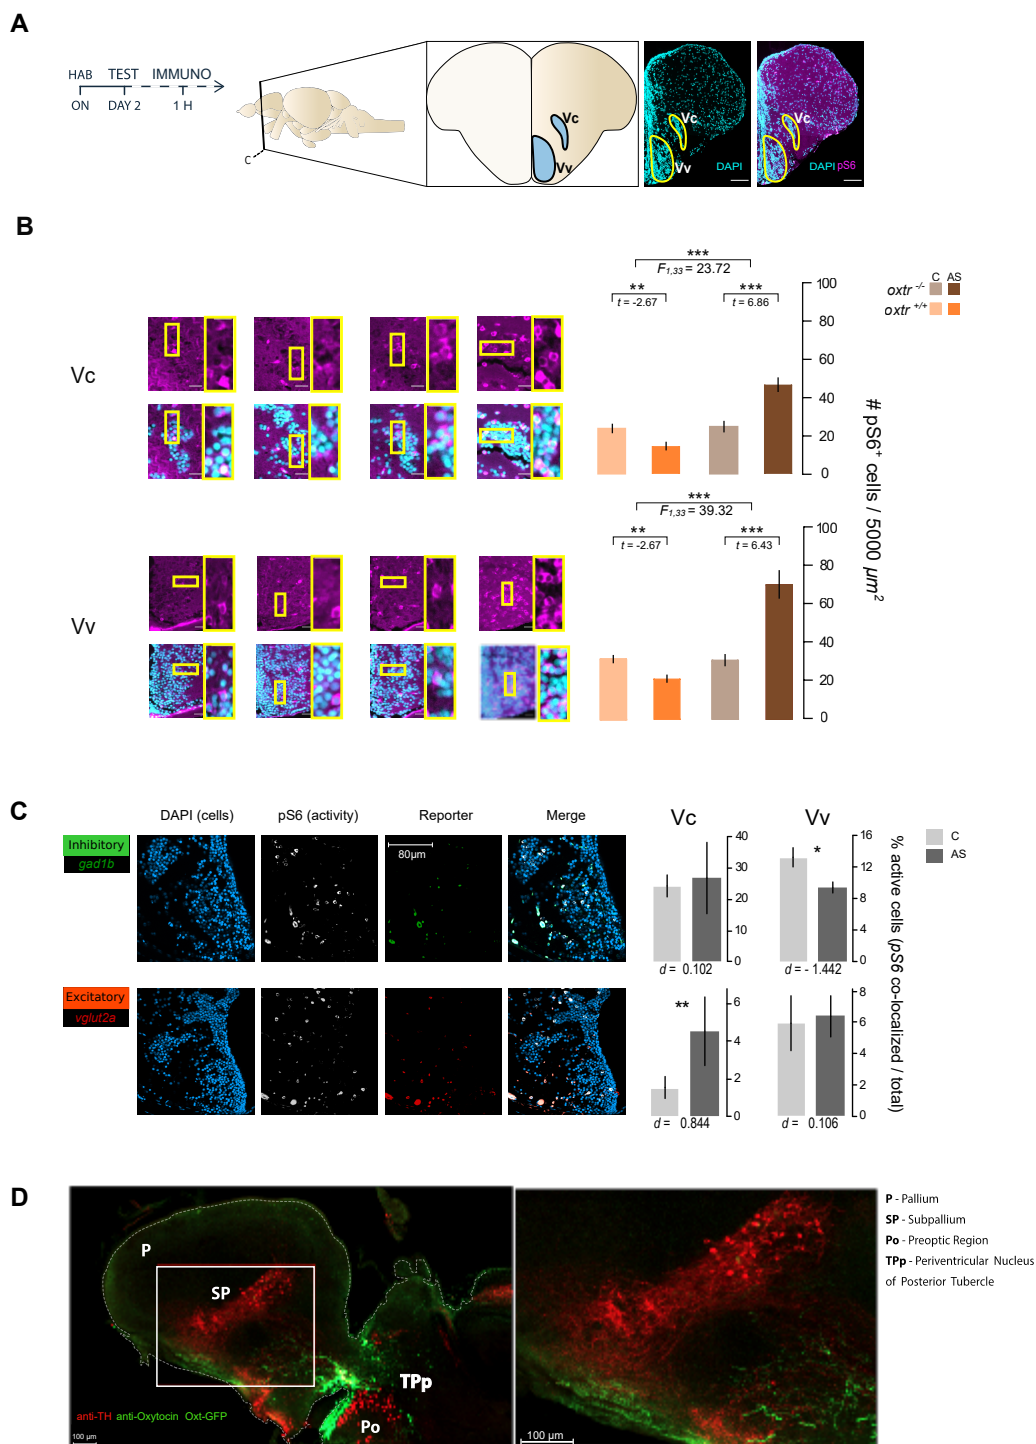 A
HAB TEST IMMUNO
ON DAY 2 1 H
C
Vc
Vv
Vc
Vv
DAPI
Vc
Vv
DAPI pS6
B
***
F1,33 = 23.72
** ***
t = -2.67 t = 6.86
100
80
60
40
20
0
C AS
oxtr -/-
oxtr +/+
Vc
# pS6+ cells / 5000 µm2
***
F1,33 = 39.32
** ***
t = -2.67 t = 6.43
100
80
60
40
20
0
Vv
C
DAPI (cells) pS6 (activity) Reporter Merge
Inhibitory
gad1b
80µm
Excitatory
vglut2a
Vc
40
30
20
10
0
d = 0.102
Vv
16
12
8
4
0
*
d = - 1.442
C
AS
% active cells (pS6 co-localized / total)
**
6
4
2
0
d = 0.844
8
6
4
2
0
d = 0.106
D
P
SP
TPp
Po
anti-TH anti-Oxytocin Oxt-GFP
100 µm
100 µm
P - Pallium
SP - Subpallium
Po - Preoptic Region
TPp - Periventricular Nucleus
of Posterior Tubercle